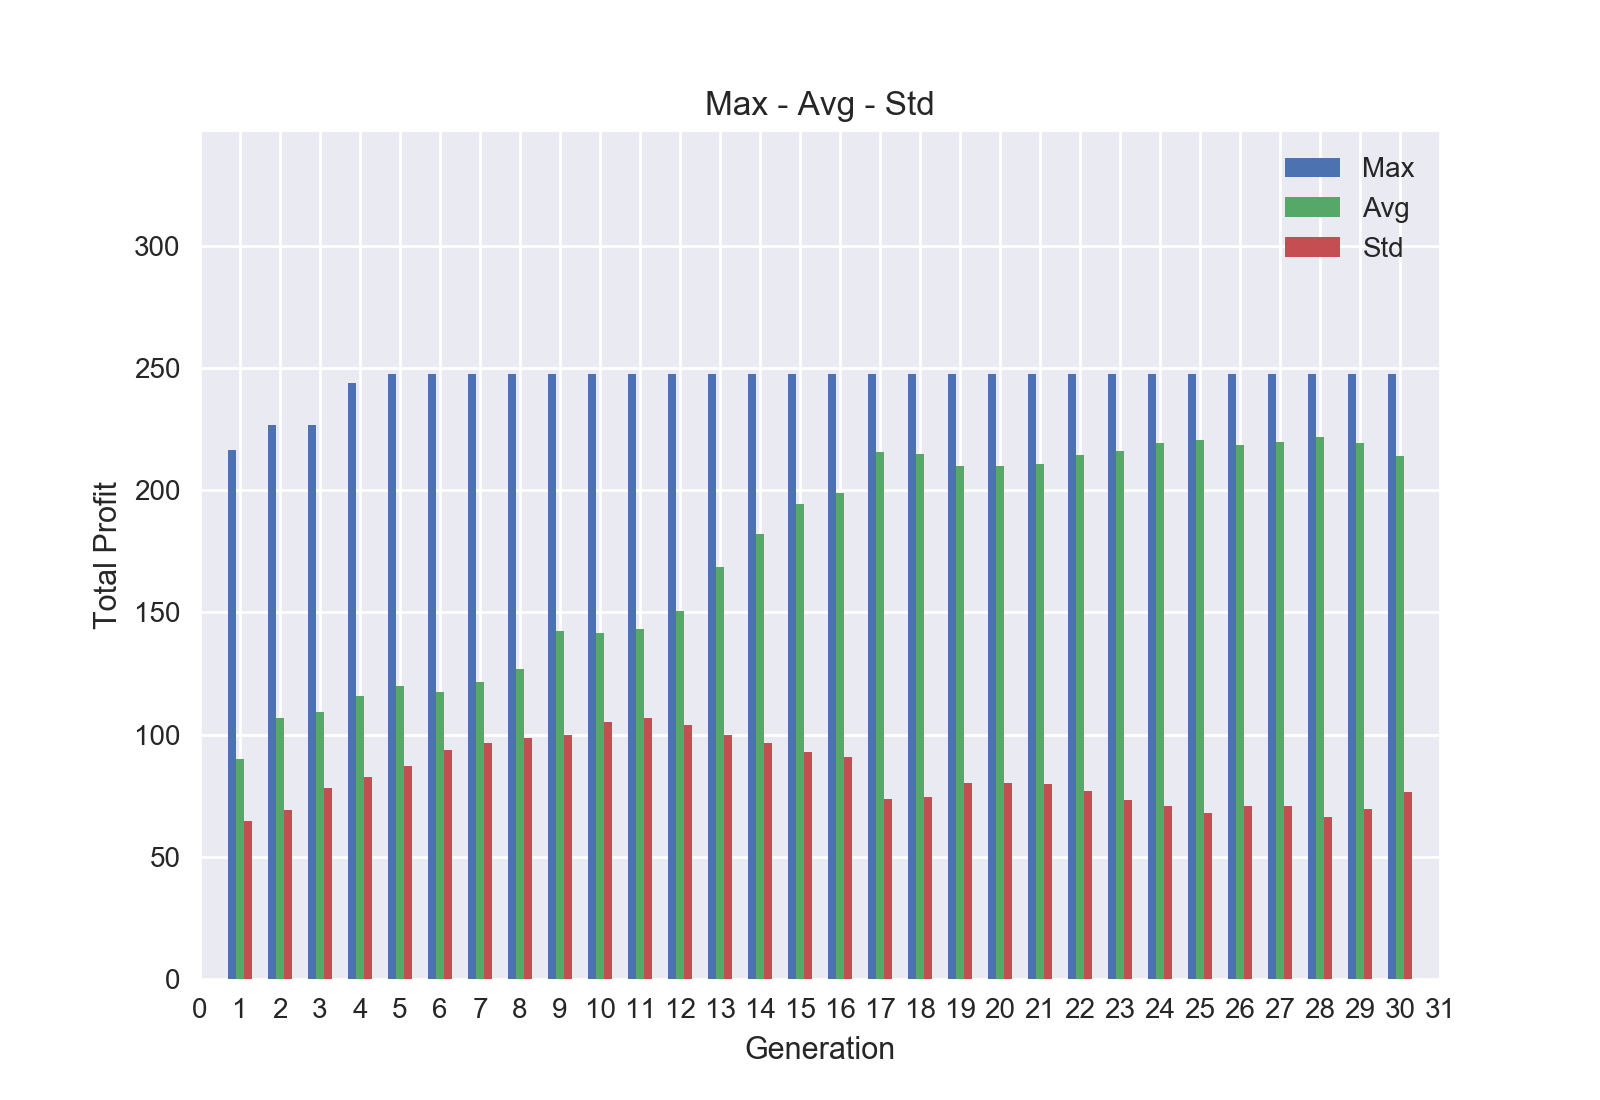 Max - Avg - Std
Max
Avg
Std
300
250
200
150
100
50
0
Total Profit
0 1 2 3 4 5 6 7 8 9 10 11 12 13 14 15 16 17 18 19 20 21 22 23 24 25 26 27 28 29 30 31
Generation